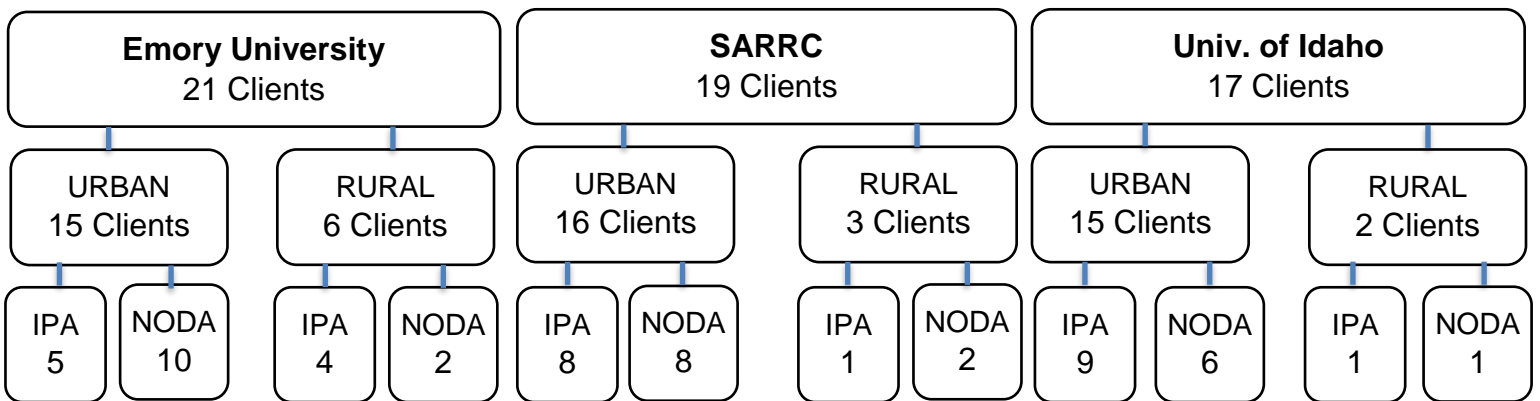 Emory University
21 Clients
SARRC
19 Clients
Univ. of Idaho
17 Clients
URBAN
15 Clients
RURAL
6 Clients
URBAN
16 Clients
RURAL
3 Clients
URBAN
15 Clients
RURAL
2 Clients
IPA
5
NODA
10
IPA
4
NODA
2
IPA
8
NODA
8
IPA
1
NODA
2
IPA
9
NODA
6
IPA
1
NODA
1